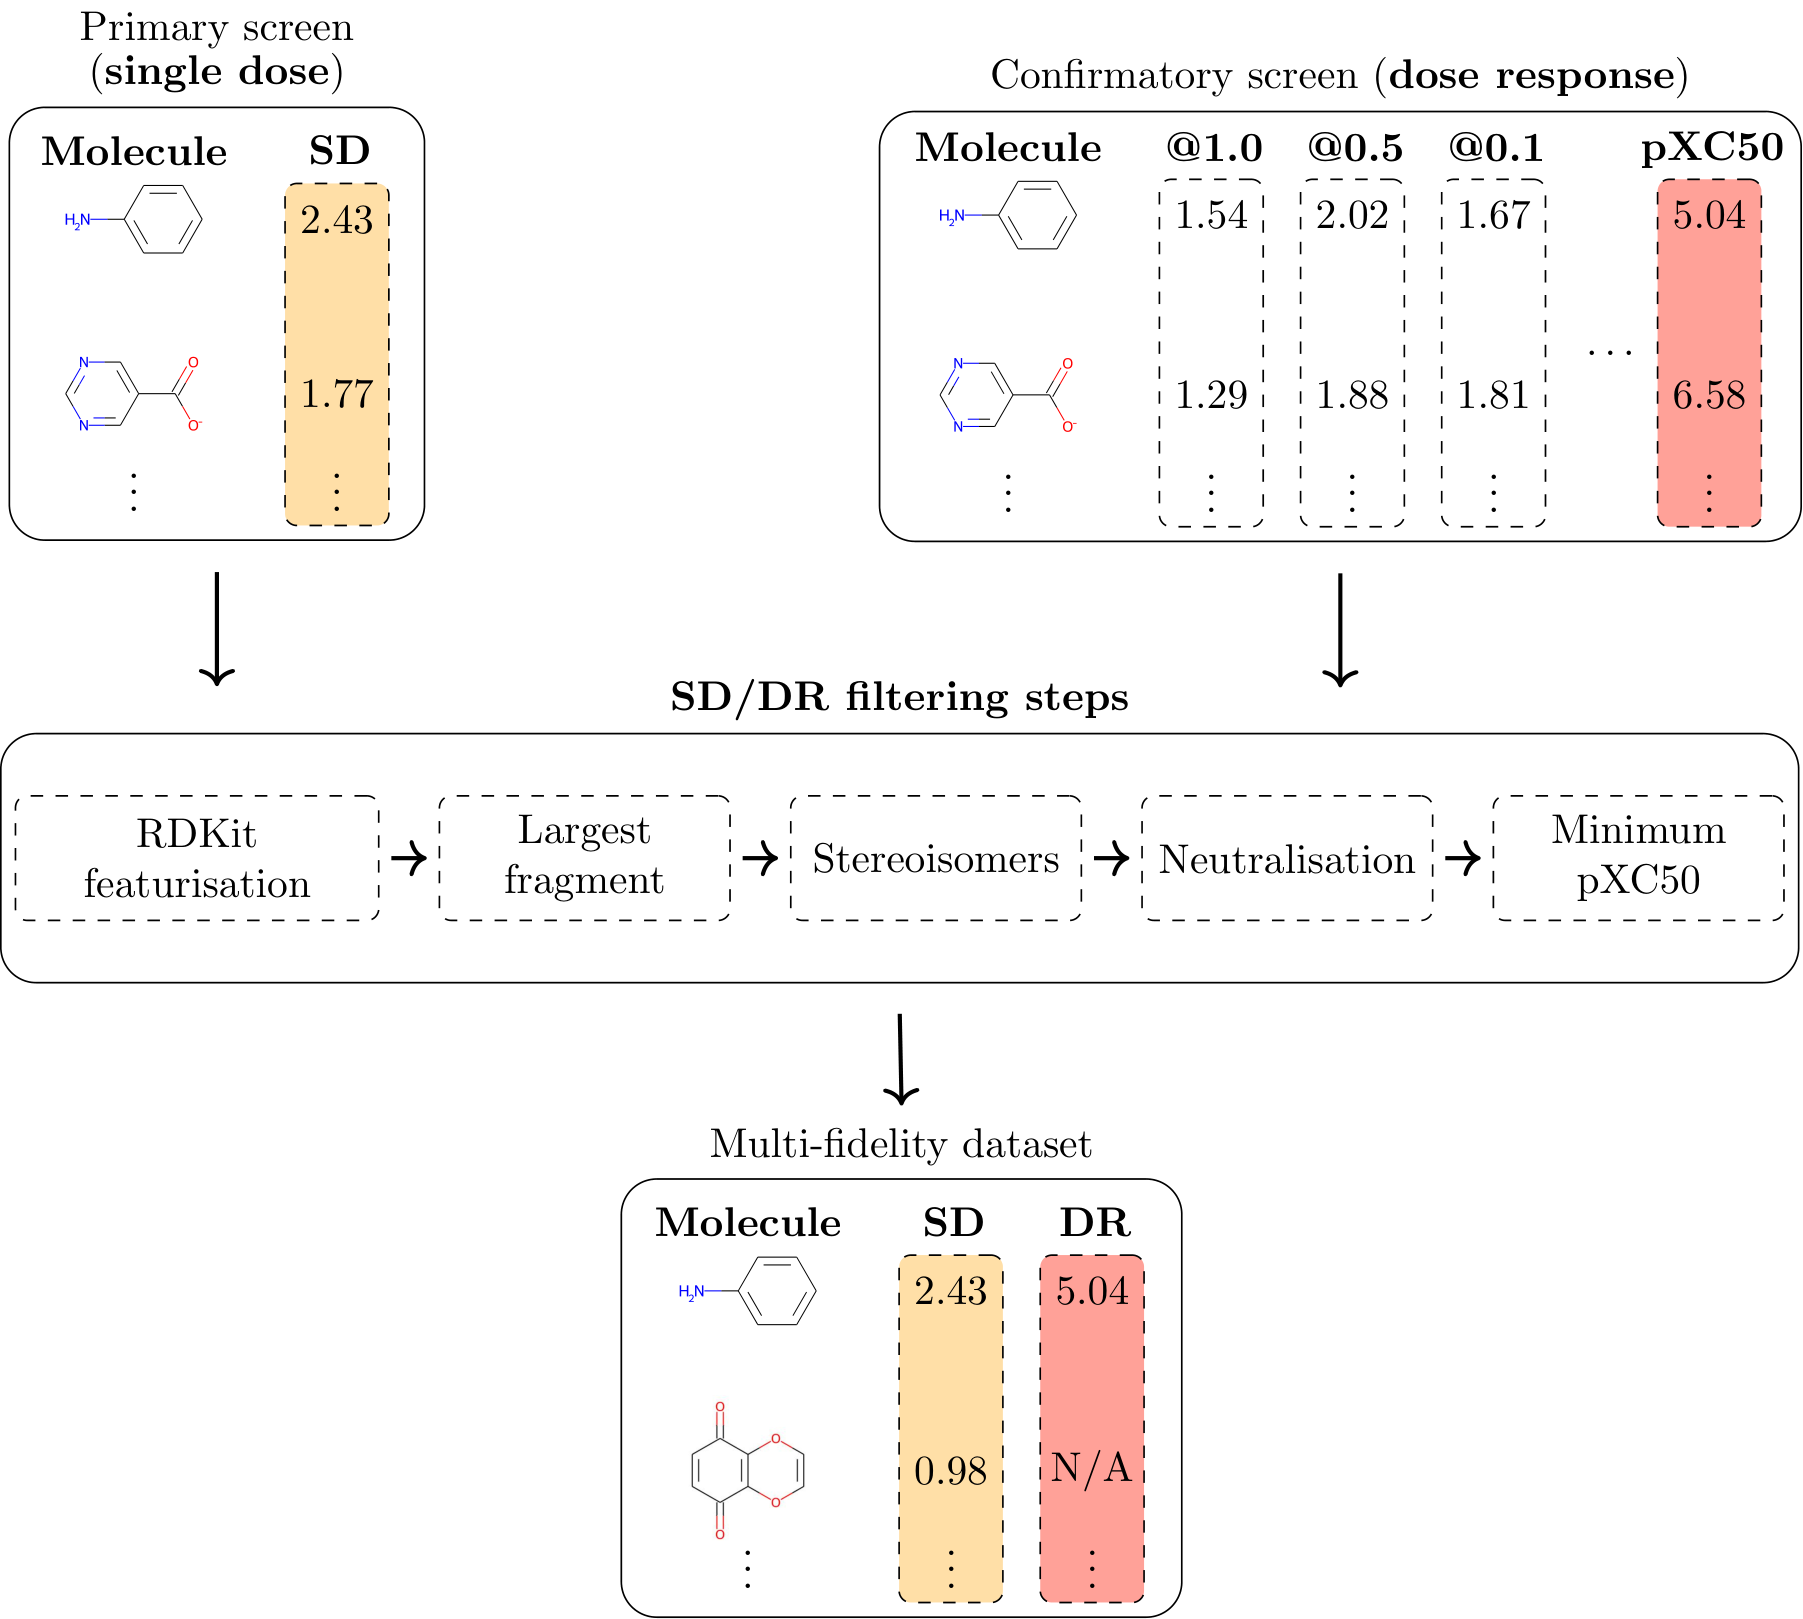 Primary screen
(single dose)
Molecule SD
H2N 2.43
N O
1.77
N O-
⋮ ⋮
Confirmatory screen (dose response)
Molecule @1.0 @0.5 @0.1 pXC50
H2N 1.54 2.02 1.67 5.04
N O
...
1.29 1.88 1.81 6.58
N O-
⋮ ⋮ ⋮ ⋮ ⋮
SD/DR filtering steps
RDKit
featurisation
Largest
fragment
Stereoisomers
Neutralisation
Minimum
pXC50
Multi-fidelity dataset
Molecule SD DR
H2N 2.43 5.04
O
O
0.98 N/A
O
O
⋮ ⋮ ⋮